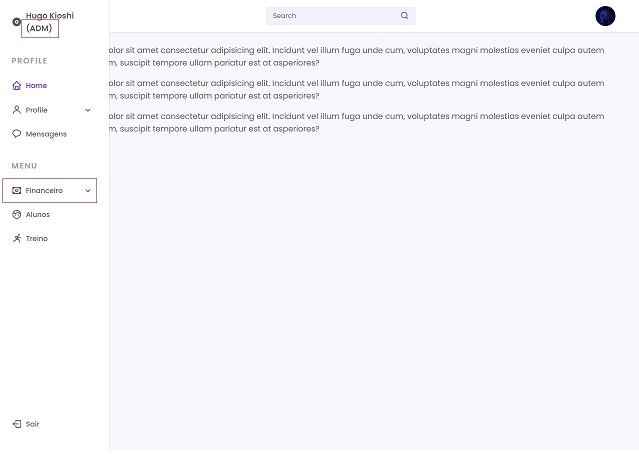 Hugo Kioshi
(ADM)
Search
PROFILE
Home
Profile
Mensagens
MENU
Financeiro
Alunos
Treino
Sair
olor sit amet consectetur adipisicing elit. Incidunt vel illum fuga unde cum, voluptates magni molestias eveniet culpa autem
m, suscipit tempore ullam pariatur est at asperiores?
olor sit amet consectetur adipisicing elit. Incidunt vel illum fuga unde cum, voluptates magni molestias eveniet culpa autem
m, suscipit tempore ullam pariatur est at asperiores?
olor sit amet consectetur adipisicing elit. Incidunt vel illum fuga unde cum, voluptates magni molestias eveniet culpa autem
m, suscipit tempore ullam pariatur est at asperiores?